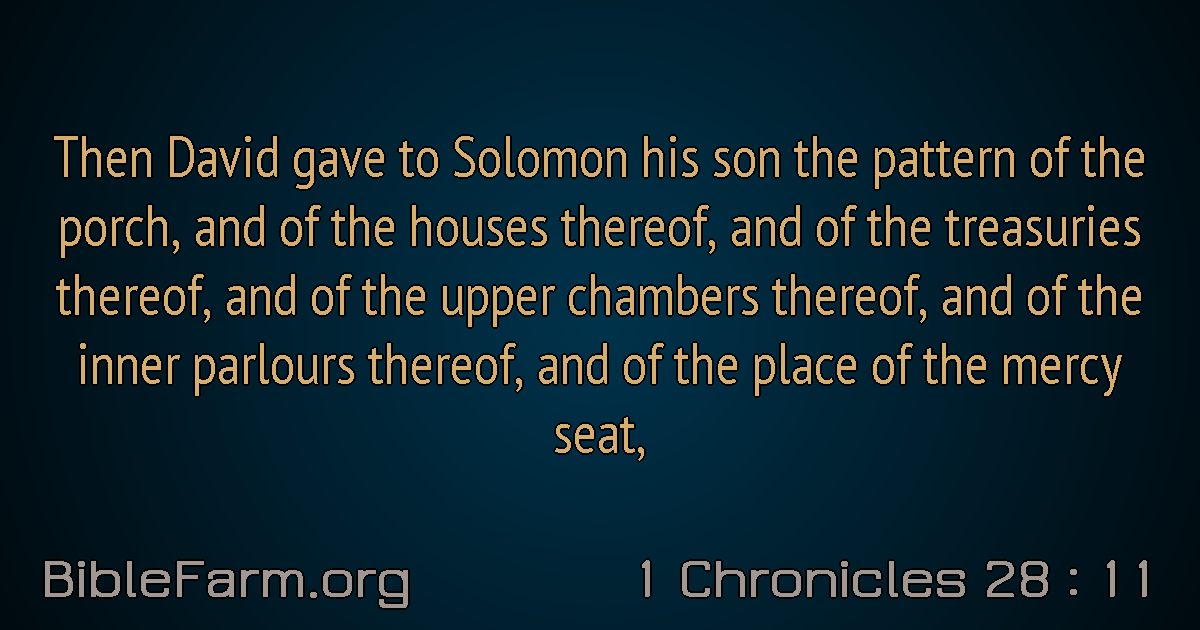 Then David gave to Solomon his son the pattern of the
porch, and of the houses thereof, and of the treasuries
thereof, and of the upper chambers thereof, and of the
inner parlours thereof, and of the place of the mercy
seat,
BibleFarm.org
1 Chronicles 28 : 11